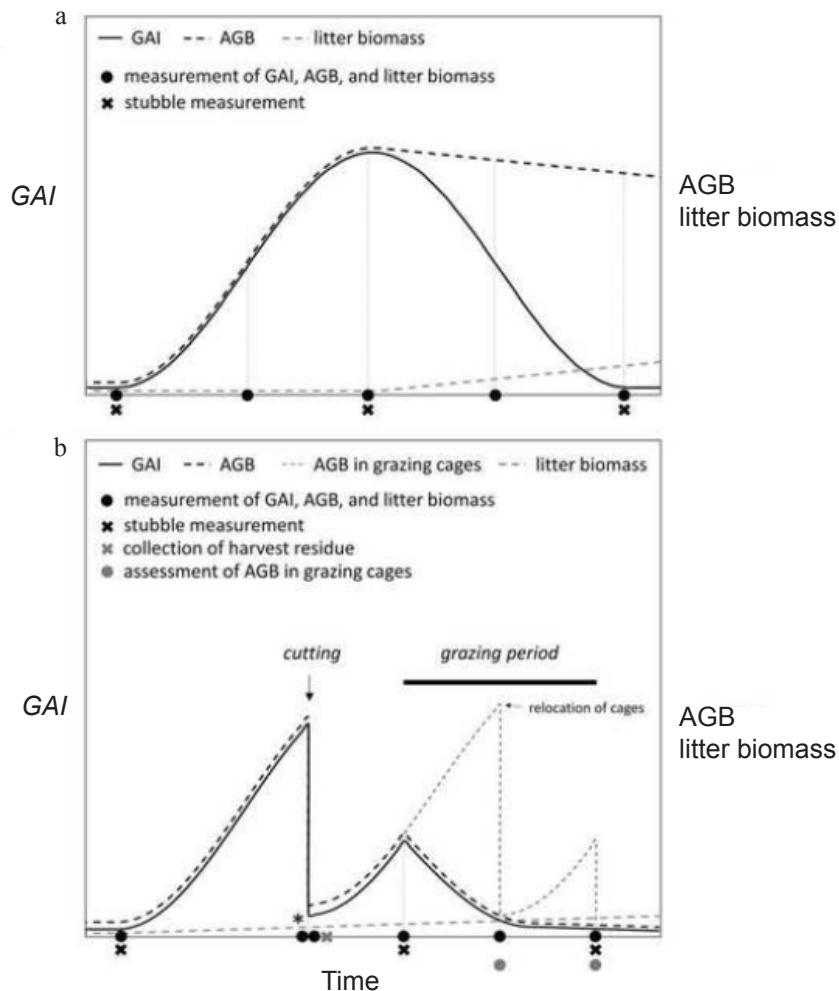 a
GAI AGB litter biomass
measurement of GAI, AGB, and litter biomass
stubble measurement
GAI
AGB
litter biomass
b
GAI AGB AGB in grazing cages litter biomass
measurement of GAI, AGB, and litter biomass
stubble measurement
collection of harvest residue
assessment of AGB in grazing cages
cutting grazing period
relocation of cages
GAI
AGB
litter biomass
*
Time